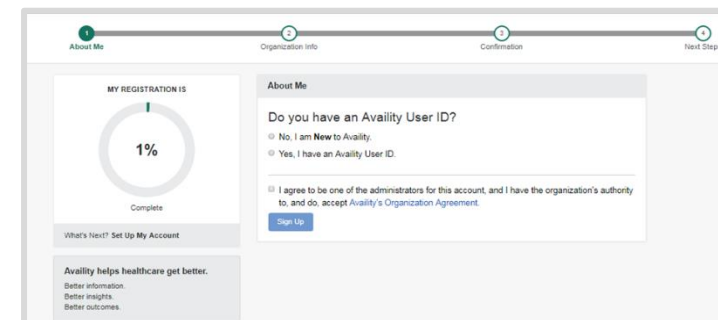 1
2
3
4
About Me
Organization Info
Confirmation
Next Step
MY REGISTRATION IS
1%
Complete
What's Next? Set Up My Account
Availity helps healthcare get better.
Better information.
Better insights.
Better outcomes.
About Me
Do you have an Availity User ID?
No, I am New to Availity.
Yes, I have an Availity User ID.
I agree to be one of the administrators for this account, and I have the organization's authority
to, and do, accept Availity's Organization Agreement.
Sign Up